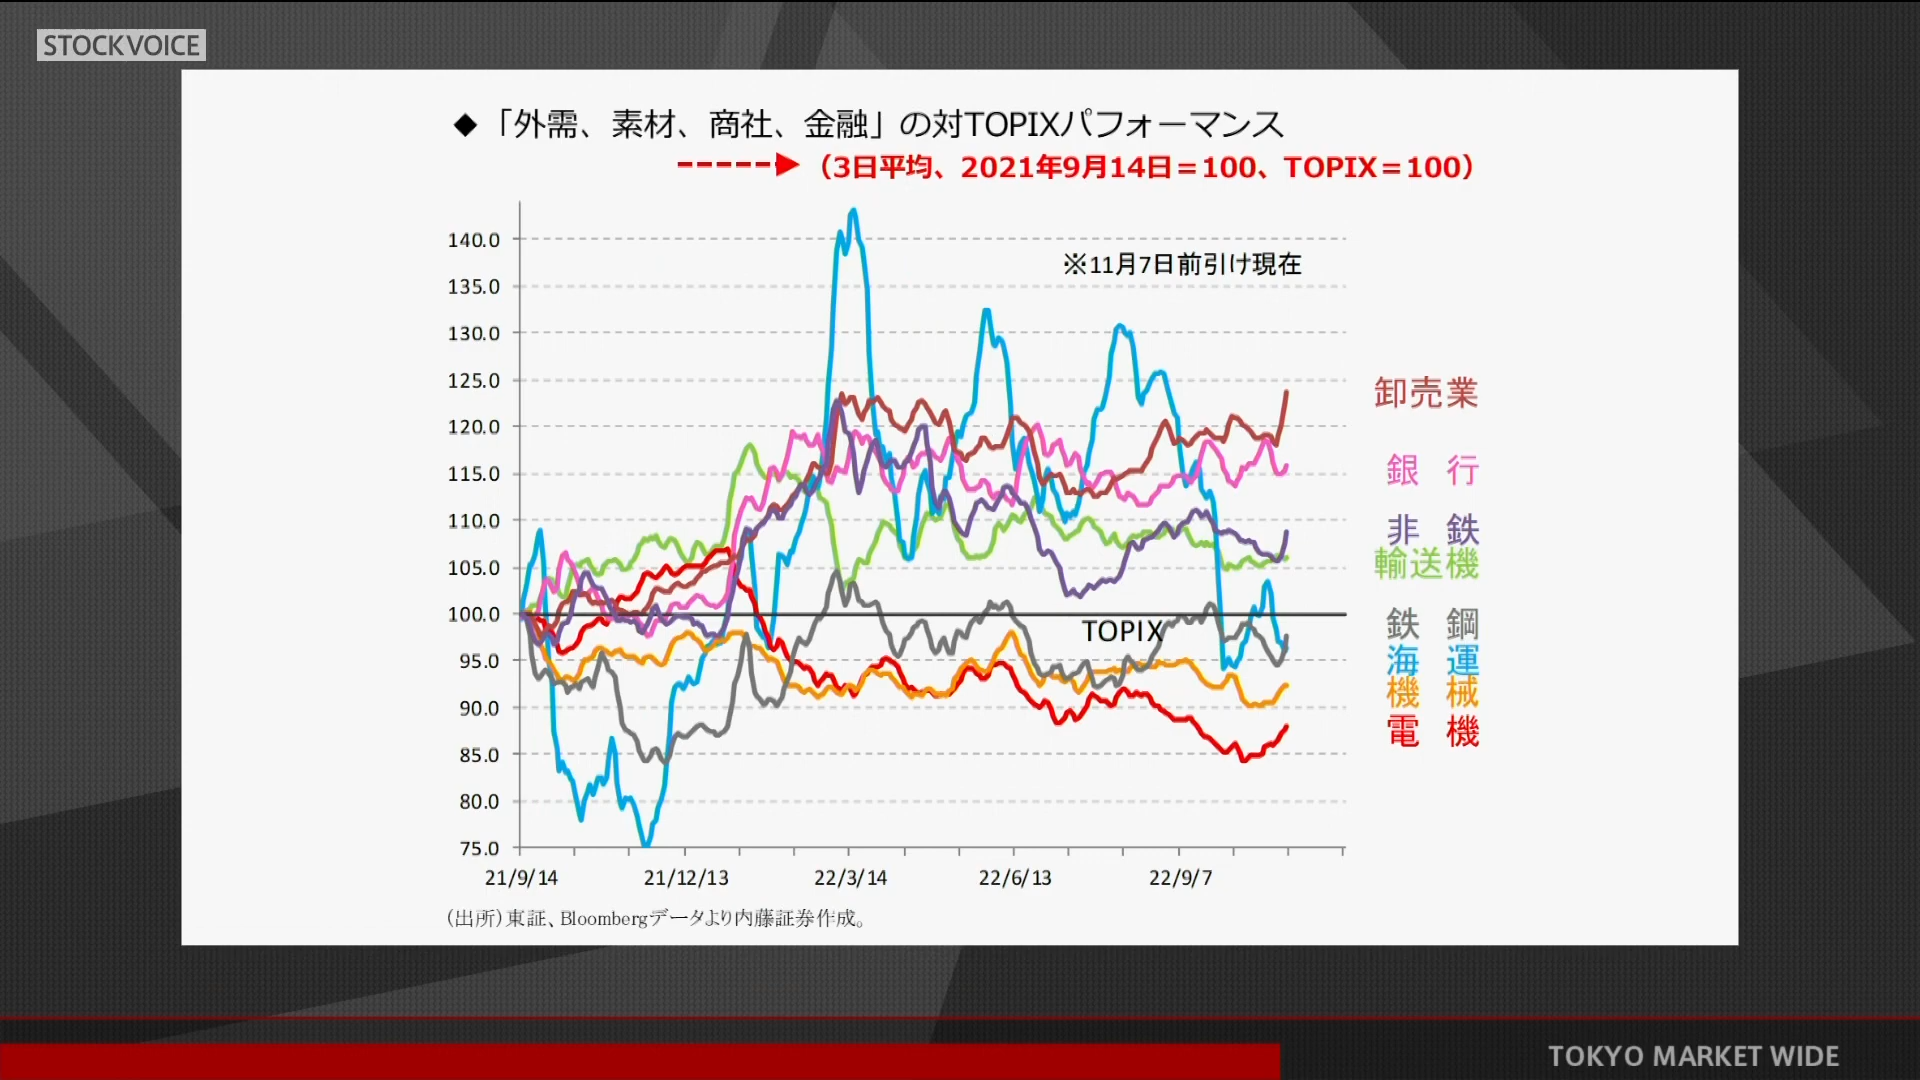 STOCKVOICE
◆「外需、素材、商社、金融」の対TOPIXパフォーマンス
（3日平均、2021年9月14日＝100、TOPIX＝100）
※11月7日前引け現在
140.0
135.0
130.0
125.0
120.0
115.0
110.0
105.0
100.0
95.0
90.0
85.0
80.0
75.0
TOPIX
卸売業
銀 行
非 鉄
輸送機
鉄 鋼
海 運
機 械
電 機
21/9/14 21/12/13 22/3/14 22/6/13 22/9/7
（出所）東証、Bloombergデータより内藤証券作成。
TOKYO MARKET WIDE